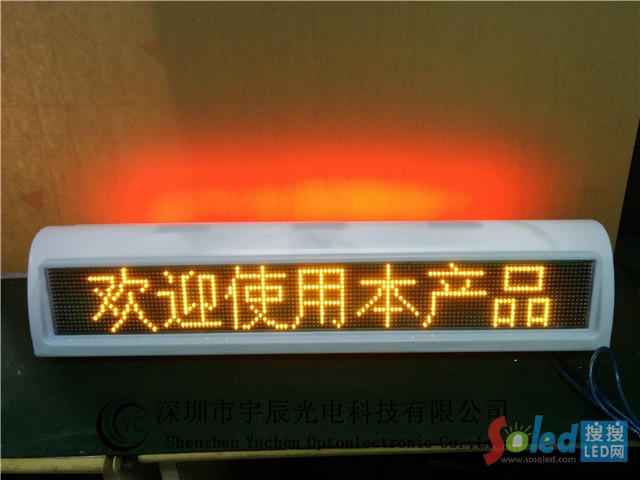 欢迎使用本产品
YC
深圳市宇辰光电科技有限公司
Shenzhen Yuchen Optoelectronic Co.,Ltd
Soled 搜搜
LED网
www.sosoled.com